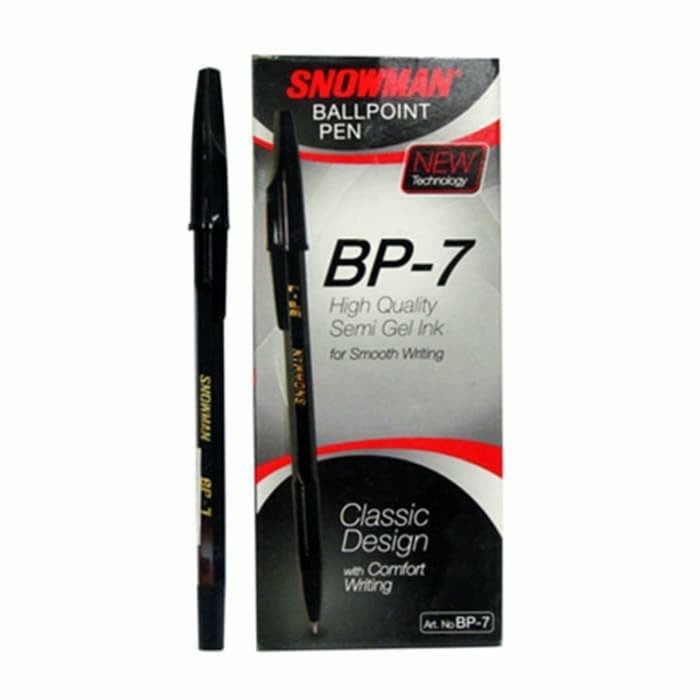 SNOWMAN
BALLPOINT
PEN
NEW
Technology
BP-7
High Quality
Semi Gel Ink
for Smooth Writing
BP-7
SNOWMAN
SNOWMAN BP-7
Classic
Design
with Comfort
Writing
Art. No BP-7